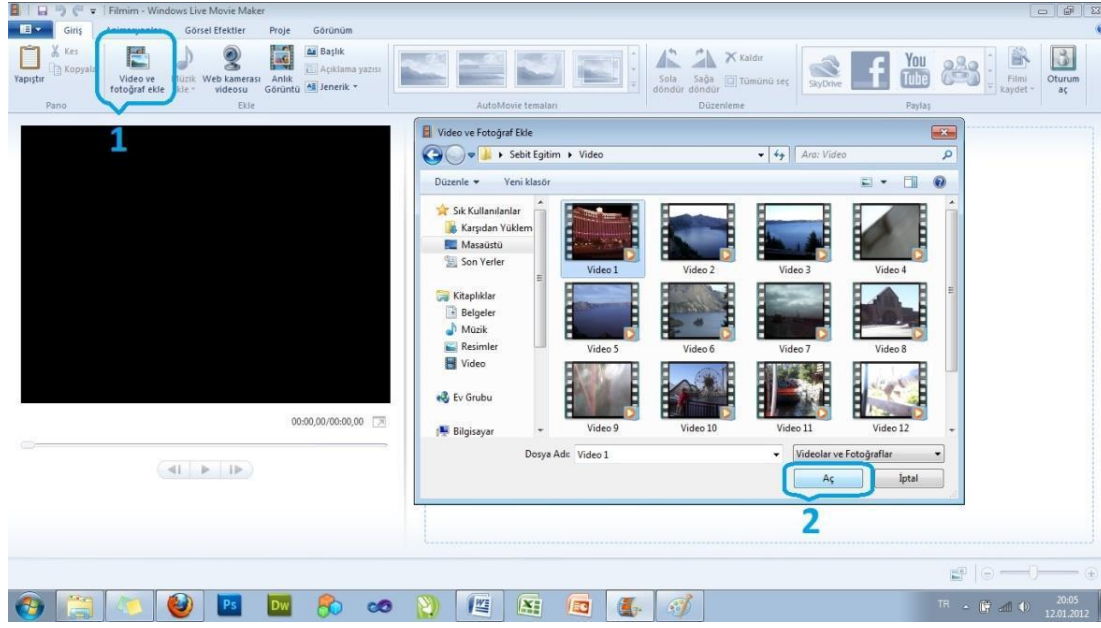 Filmim - Windows Live Movie Maker
Giriş Animasyonlar Görsel Efektler Proje Görünüm
Yapıştır
Kes
Kopyala
Pano
Video ve
fotoğraf ekle
Müzik
ekle
Web kamerası
videosu
Anlık
Görüntü
Başlık
Açıklama yazısı
Jenerik
Ekle
AutoMovie temaları
Sola
döndür
Sağa
döndür
Kaldır
Tümünü seç
Düzenleme
SkyDrive
f
You
Tube
Paylaş
Filmi
kaydet
Oturum
aç
1
00:00,00/00:00,00
Video ve Fotoğraf Ekle
Sebit Egitim Video
Ara: Video
Düzenle Yeni klasör
Sık Kullanılanlar
Karşıdan Yüklem
Masaüstü
Son Yerler
Kitaplıklar
Belgeler
Müzik
Resimler
Video
Ev Grubu
Bilgisayar
Video 1 Video 2 Video 3 Video 4
Video 5 Video 6 Video 7 Video 8
Video 9 Video 10 Video 11 Video 12
Dosya Adı: Video 1
Videolar ve Fotoğraflar
Aç İptal
2
Ps Dw
TR
20:05
12.01.2012